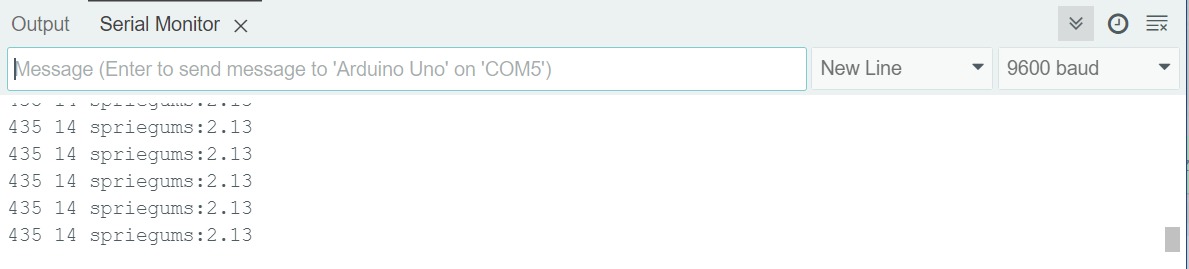 Output Serial Monitor
Message (Enter to send message to 'Arduino Uno' on 'COM5') New Line 9600 baud
435 14 spriegums:2.13
435 14 spriegums:2.13
435 14 spriegums:2.13
435 14 spriegums:2.13
435 14 spriegums:2.13